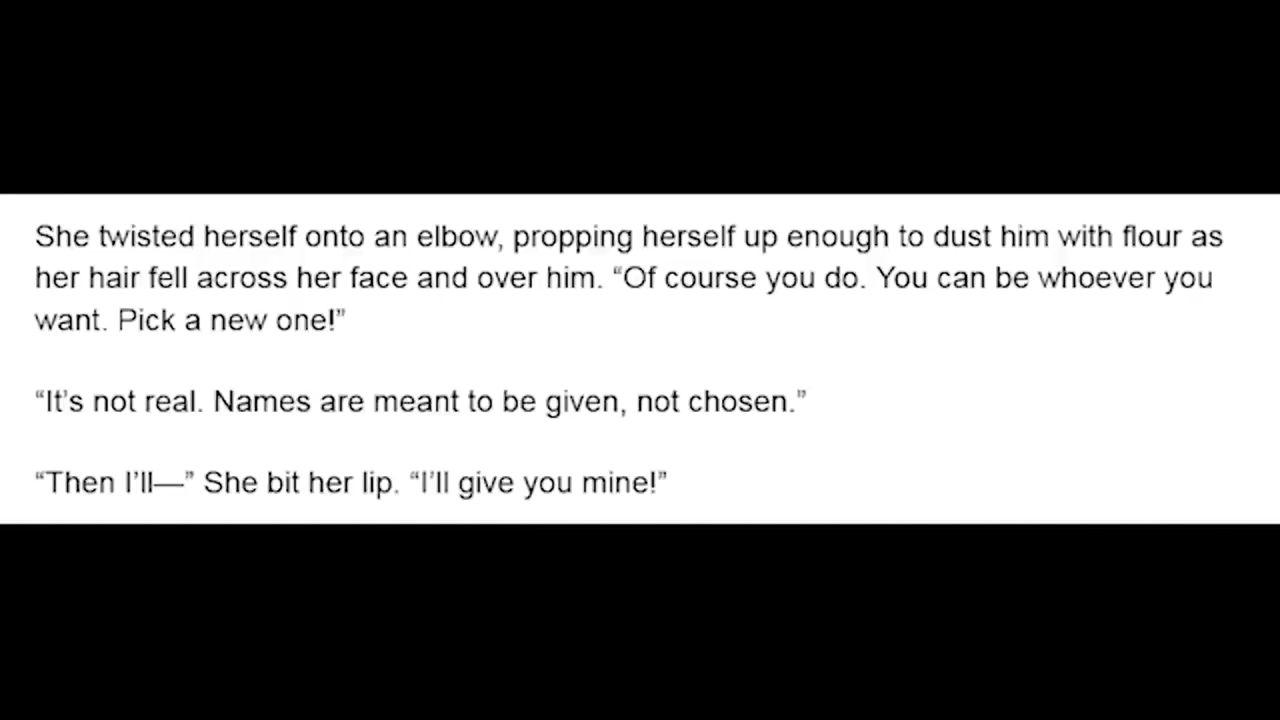 She twisted herself onto an elbow, propping herself up enough to dust him with flour as
her hair fell across her face and over him. “Of course you do. You can be whoever you
want. Pick a new one!”
“It’s not real. Names are meant to be given, not chosen.”
“Then I’ll—” She bit her lip. “I’ll give you mine!”